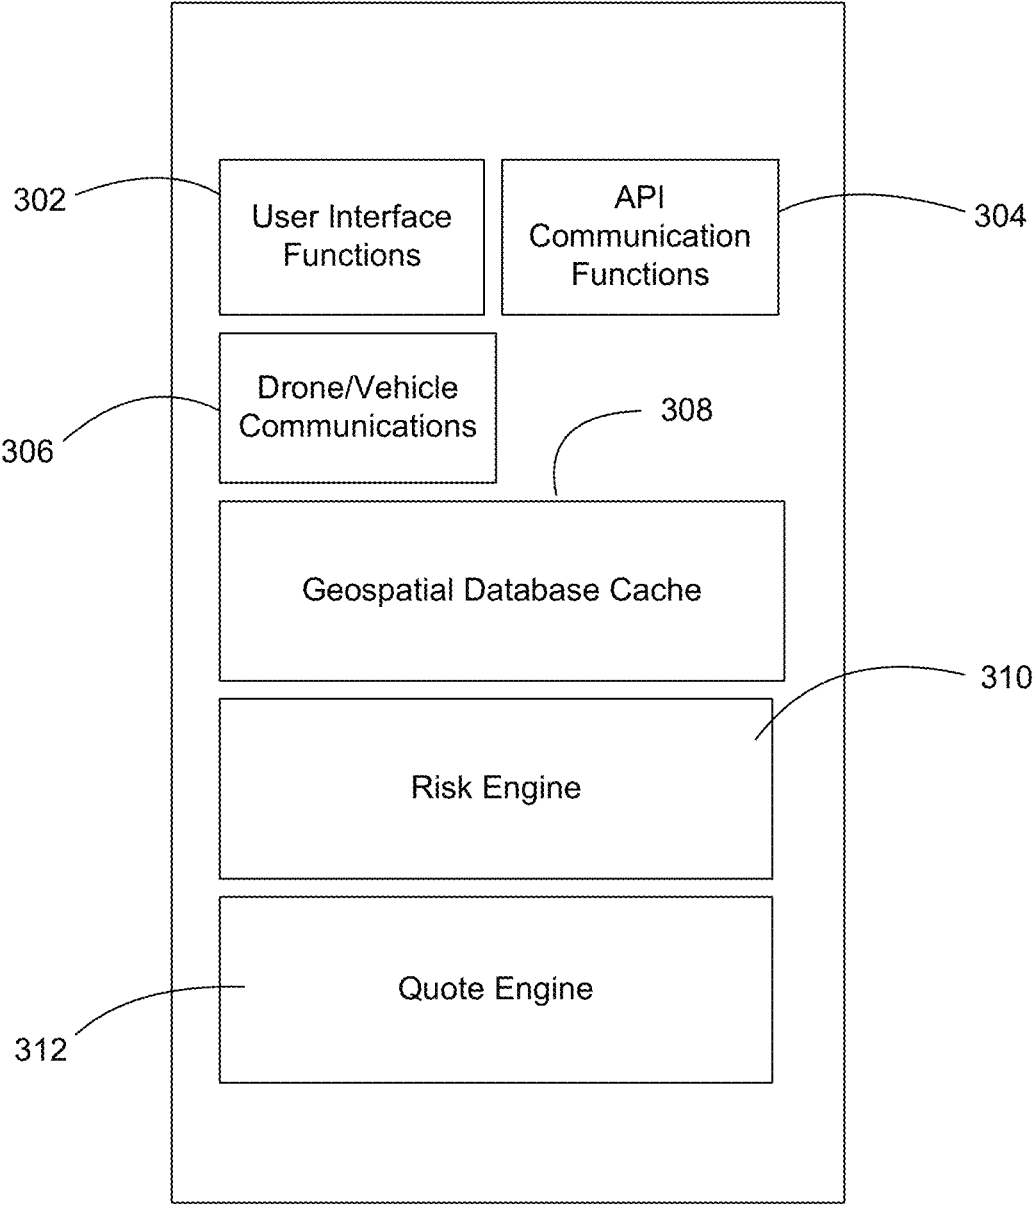 302
User Interface
Functions
API
Communication
Functions
304
Drone/Vehicle
Communications
306
308
Geospatial Database Cache
310
Risk Engine
Quote Engine
312